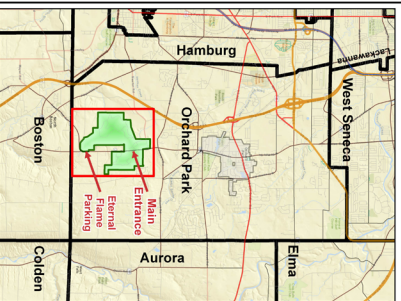 Hamburg
Lackawanna
West Seneca
Orchard Park
Boston
Main
Entrance
Eternal
Flame
Parking
Colden
Aurora
Elma